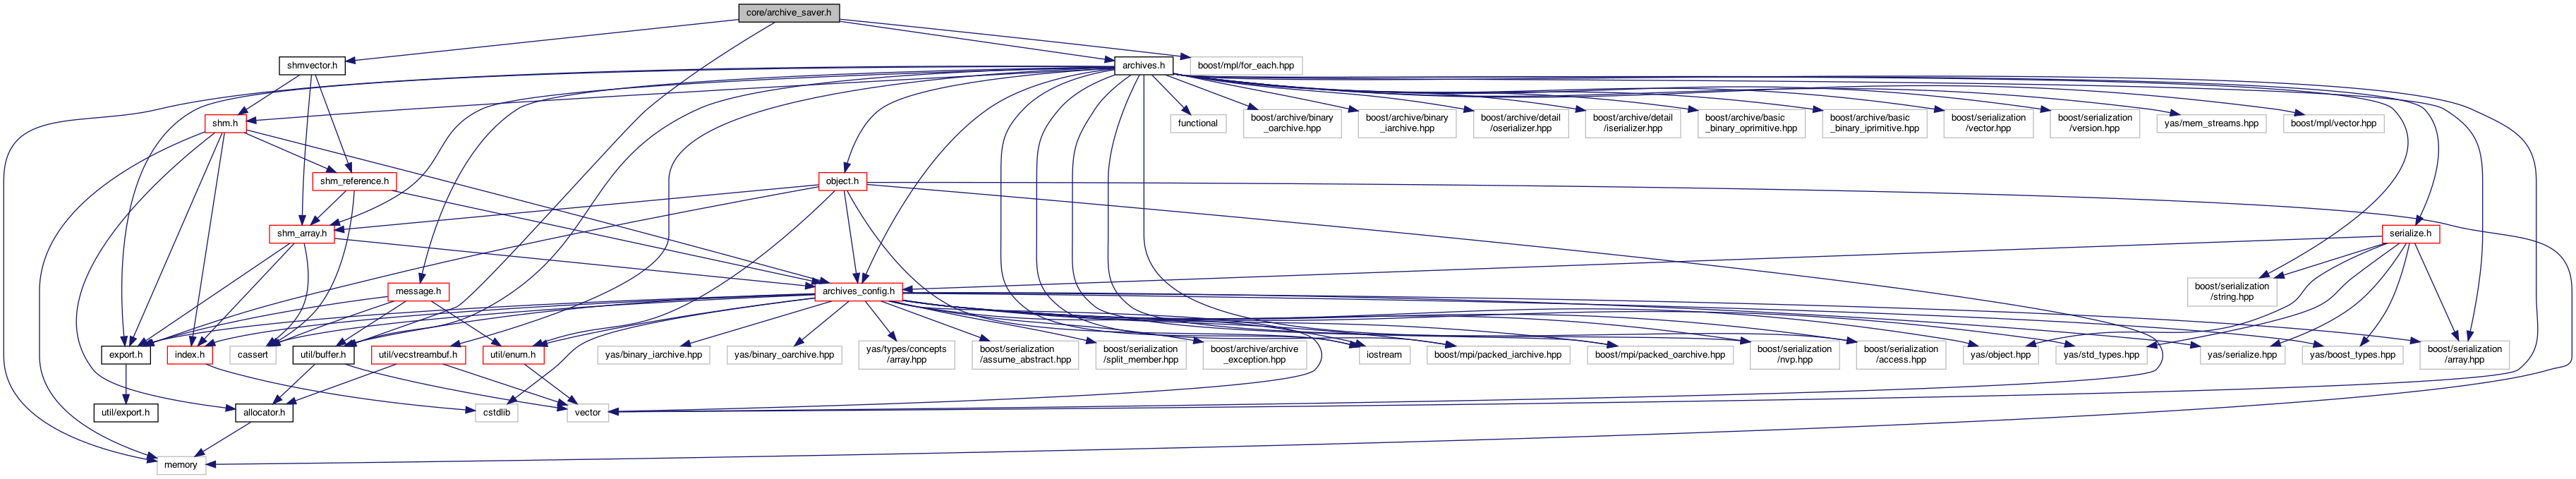 core/archive_saver.h
shmvector.h
archives.h
boost/mpl/for_each.hpp
shm.h
functional
boost/archive/binary
_oarchive.hpp
boost/archive/binary
_iarchive.hpp
boost/archive/detail
/oserializer.hpp
boost/archive/detail
/iserializer.hpp
boost/archive/basic
_binary_oprimitive.hpp
boost/archive/basic
_binary_iprimitive.hpp
boost/serialization
/vector.hpp
boost/serialization
/version.hpp
yas/mem_streams.hpp
boost/mpl/vector.hpp
shm_reference.h
object.h
shm_array.h
serialize.h
message.h
archives_config.h
boost/serialization
/string.hpp
export.h
index.h
cassert
util/buffer.h
util/vecstreambuf.h
util/enum.h
yas/binary_iarchive.hpp
yas/binary_oarchive.hpp
yas/types/concepts
/array.hpp
boost/serialization
/assume_abstract.hpp
boost/serialization
/split_member.hpp
boost/archive/archive
_exception.hpp
iostream
boost/mpi/packed_iarchive.hpp
boost/mpi/packed_oarchive.hpp
boost/serialization
/nvp.hpp
boost/serialization
/access.hpp
yas/object.hpp
yas/std_types.hpp
yas/serialize.hpp
yas/boost_types.hpp
boost/serialization
/array.hpp
util/export.h
allocator.h
cstdlib
vector
memory